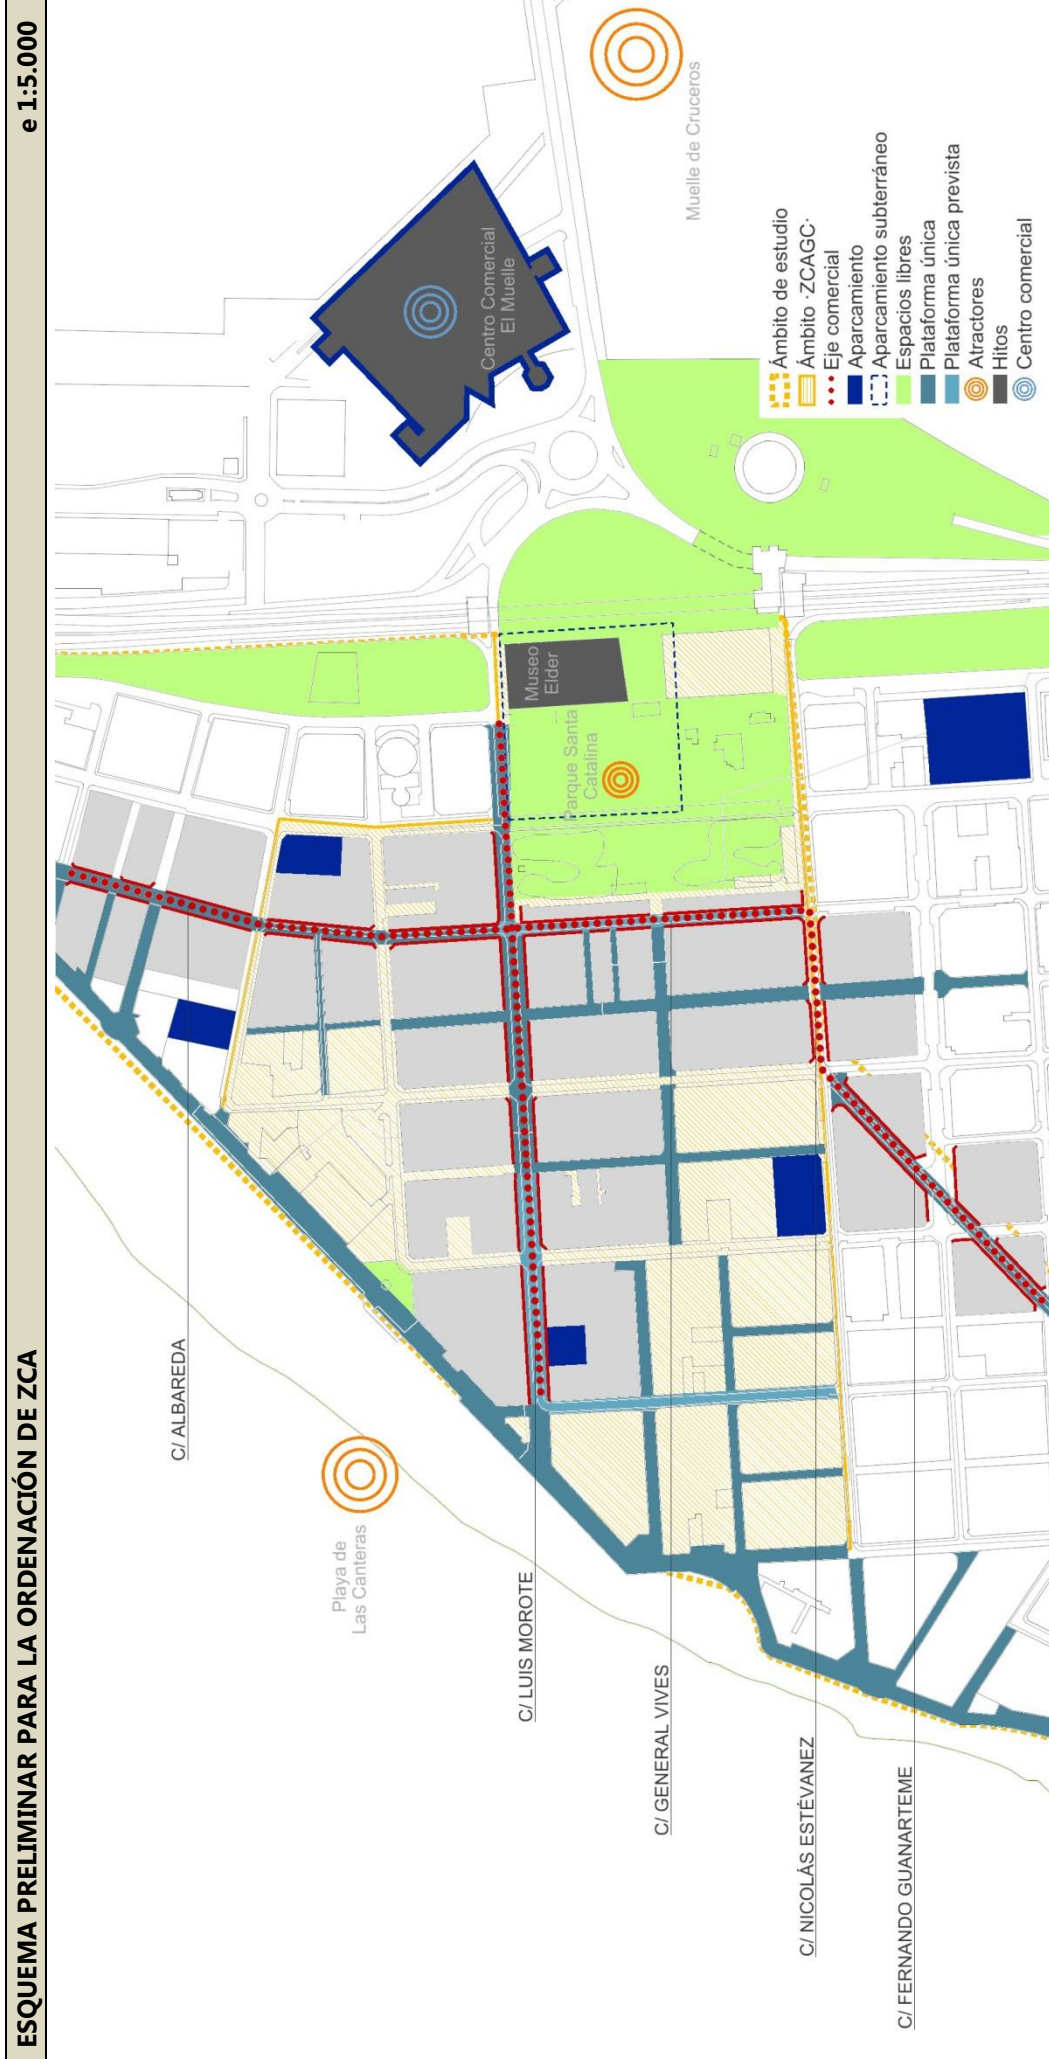 ESQUEMA PRELIMINAR PARA LA ORDENACIÓN DE ZCA
e 1:5.000
C/ ALBAREDA
Playa de
Las Canteras
C/ LUIS MOROTE
C/ GENERAL VIVES
C/ NICOLÁS ESTÉVANEZ
C/ FERNANDO GUANARTEME
Parque Santa
Catalina
Museo
Elder
Centro Comercial
El Muelle
Muelle de Cruceros
Ámbito de estudio
Ámbito ·ZCAGC·
Eje comercial
Aparcamiento
Aparcamiento subterráneo
Espacios libres
Plataforma única
Plataforma única prevista
Atractores
Hitos
Centro comercial